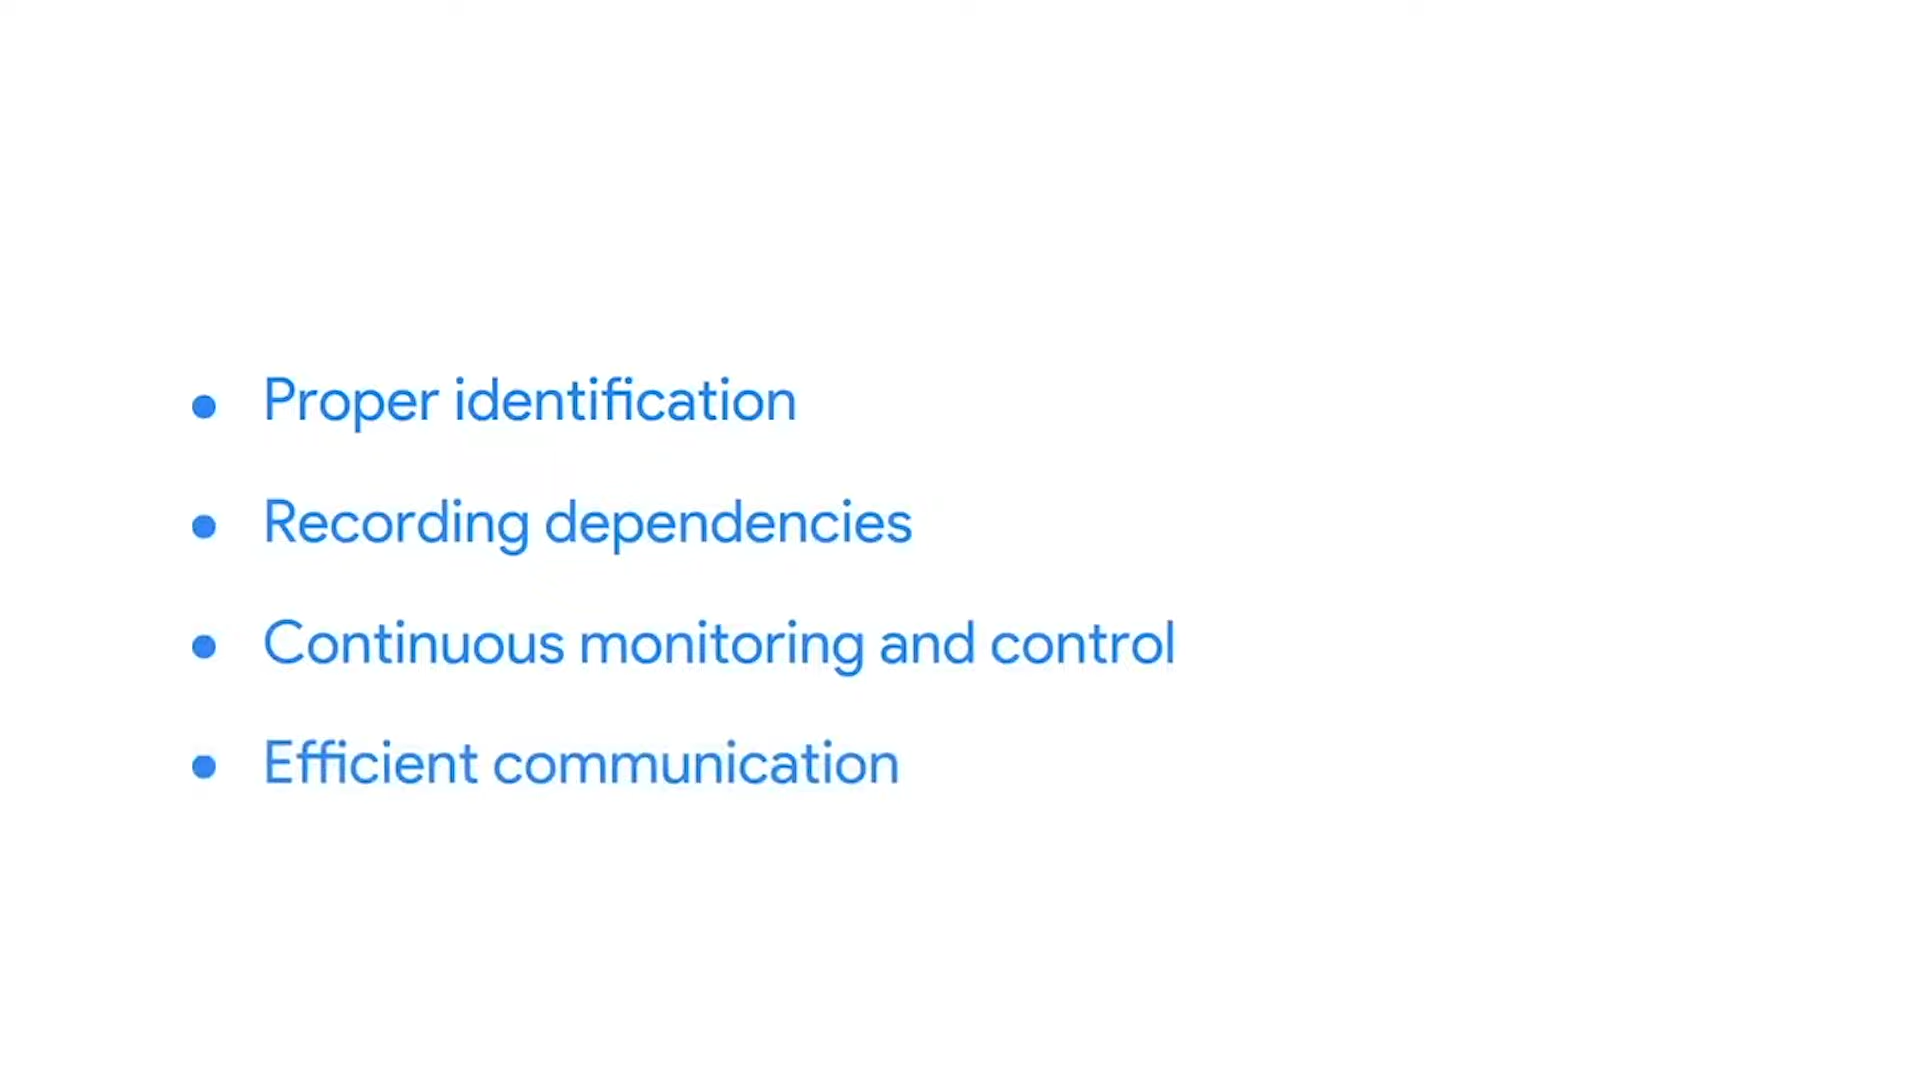 • Proper identification
• Recording dependencies
• Continuous monitoring and control
• Efficient communication